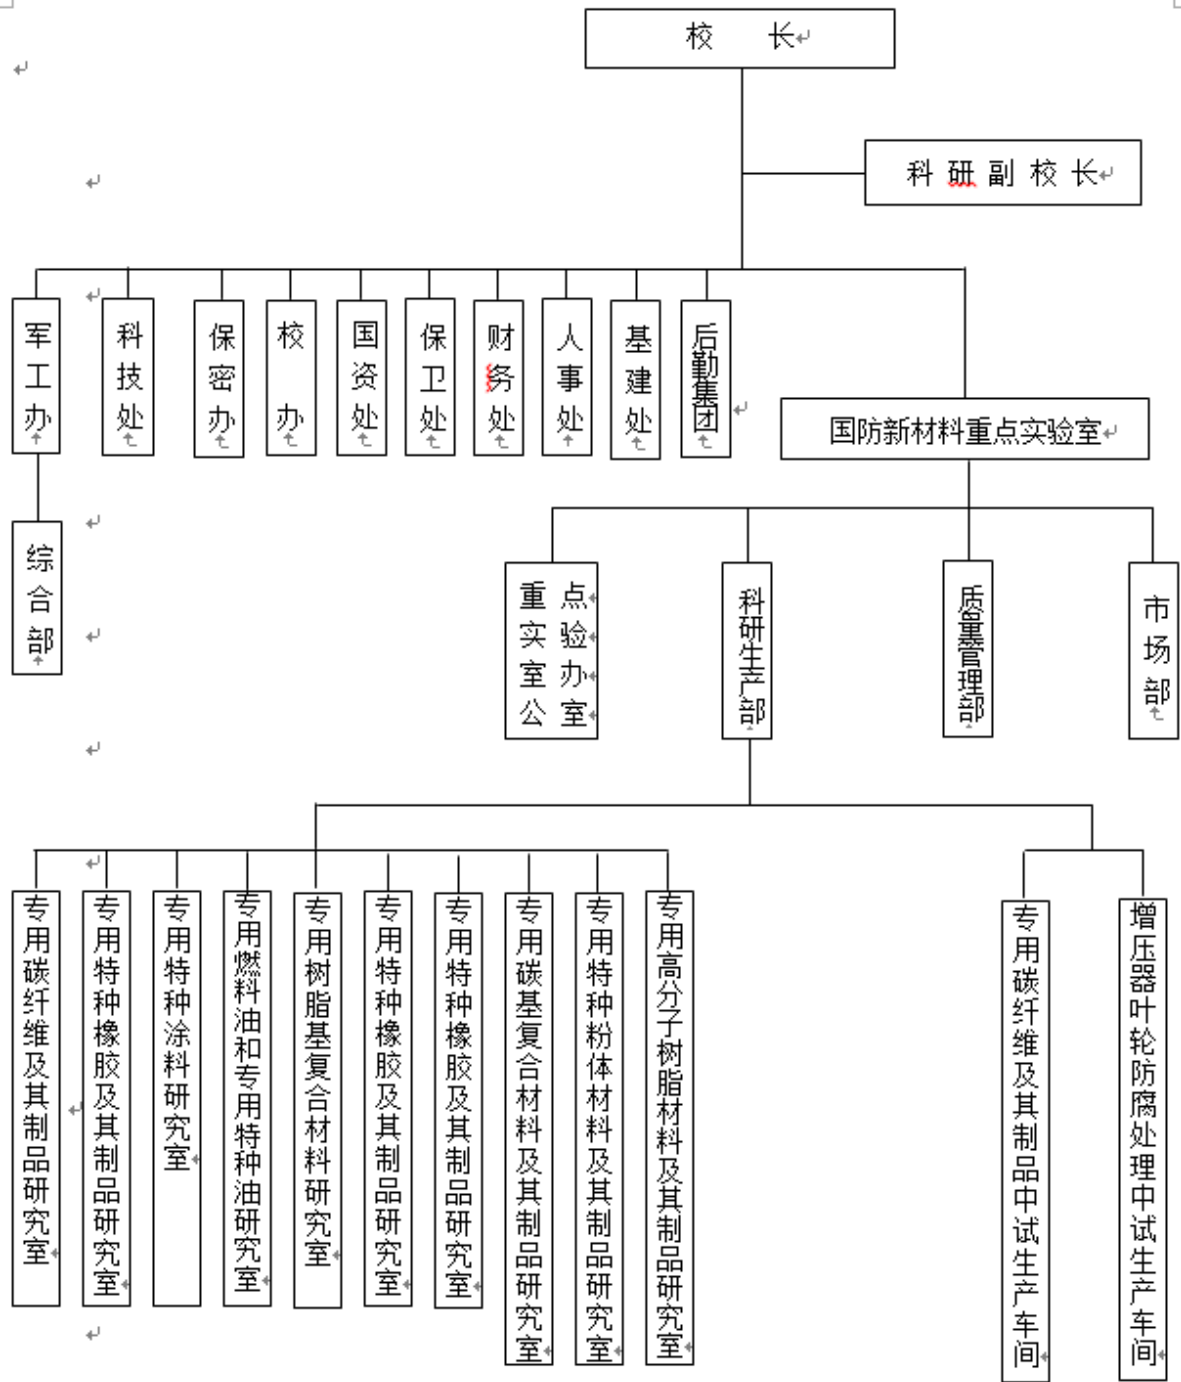 校 长
科研副校长
军工办
科技处
保密办
校办
国资处
保卫处
财务处
人事处
基建处
后勤集团
国防新材料重点实验室
综合部
重点
实验
室办
公室
科研生产部
质量管理部
市场部
专用碳纤维及其制品研究室
专用特种橡胶及其制品研究室
专用特种涂料研究室
专用燃料油和专用特种油研究室
专用树脂基复合材料研究室
专用特种橡胶及其制品研究室
专用特种橡胶及其制品研究室
专用碳基复合材料及其制品研究室
专用特种粉体材料及其制品研究室
专用高分子树脂材料及其制品研究室
专用碳纤维及其制品中试生产车间
增压器叶轮防腐处理中试生产车间